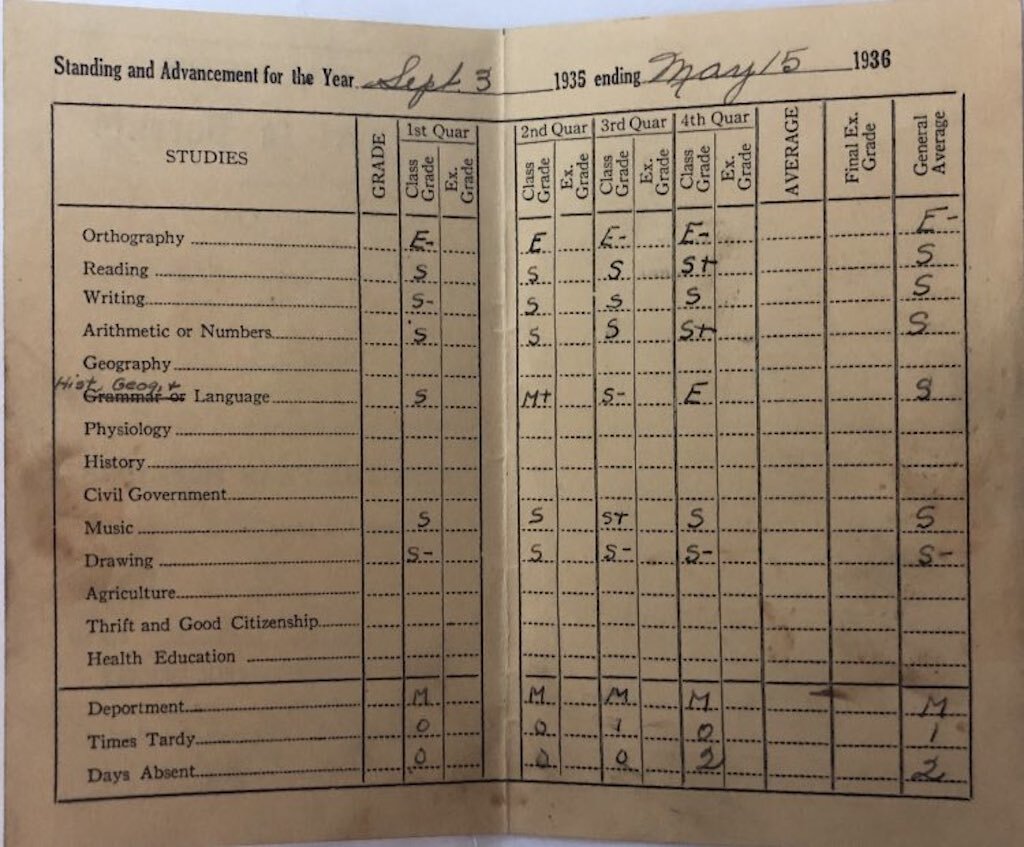 Standing and Advancement for the Year Sept. 3 1935 ending May 15 1936
STUDIES GRADE 1st Quar 2nd Quar 3rd Quar 4th Quar AVERAGE Final Ex. Grade General Average
Class Grade Ex. Grade Class Grade Ex. Grade Class Grade Ex. Grade Class Grade Ex. Grade
Orthography E- E E- E- E-
Reading S S S S+ S
Writing S- S S S S
Arithmetic or Numbers S S S S+ S
Geography
Hist, Geog, +
Grammar or Language S M+ S- E S
Physiology
History
Civil Government
Music S S S+ S S
Drawing S- S S- S- S-
Agriculture
Thrift and Good Citizenship
Health Education
Deportment M M M M M
Times Tardy 0 0 1 0 1
Days Absent 0 0 0 2 2